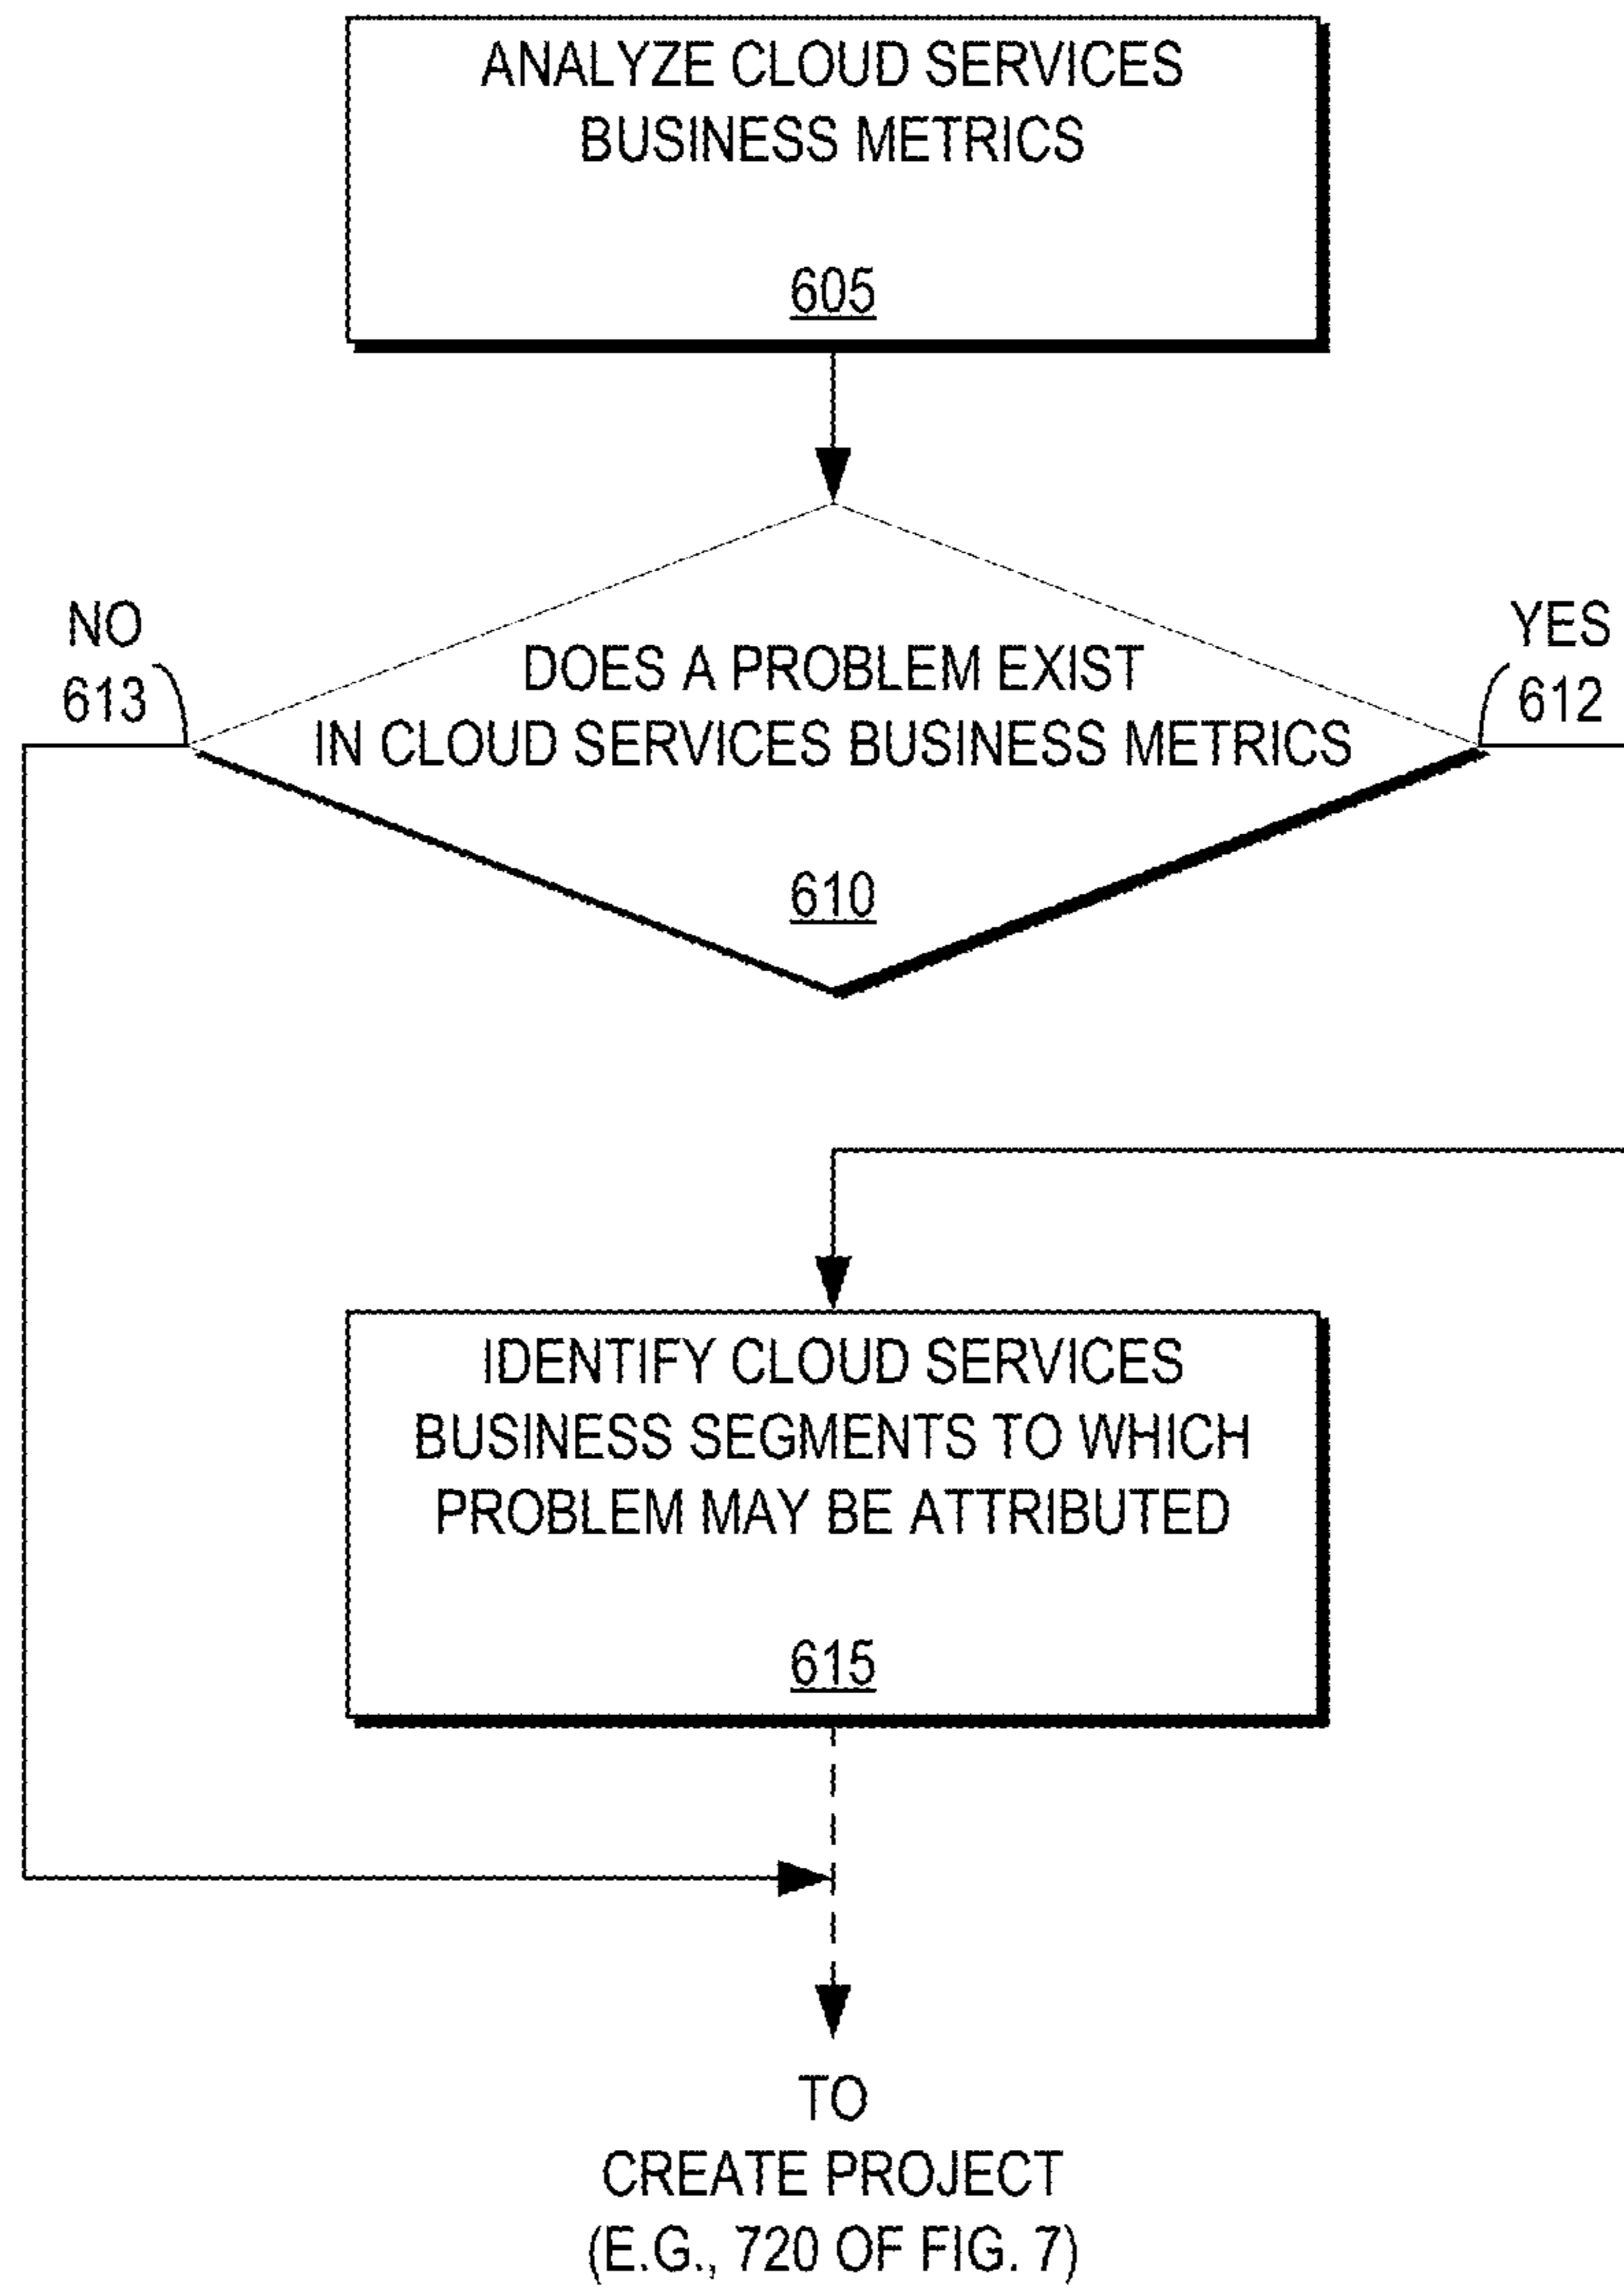 ANALYZE CLOUD SERVICES
BUSINESS METRICS
605
NO
613
YES
612
DOES A PROBLEM EXIST
IN CLOUD SERVICES BUSINESS METRICS
610
IDENTIFY CLOUD SERVICES
BUSINESS SEGMENTS TO WHICH
PROBLEM MAY BE ATTRIBUTED
615
TO
CREATE PROJECT
(E.G., 720 OF FIG. 7)